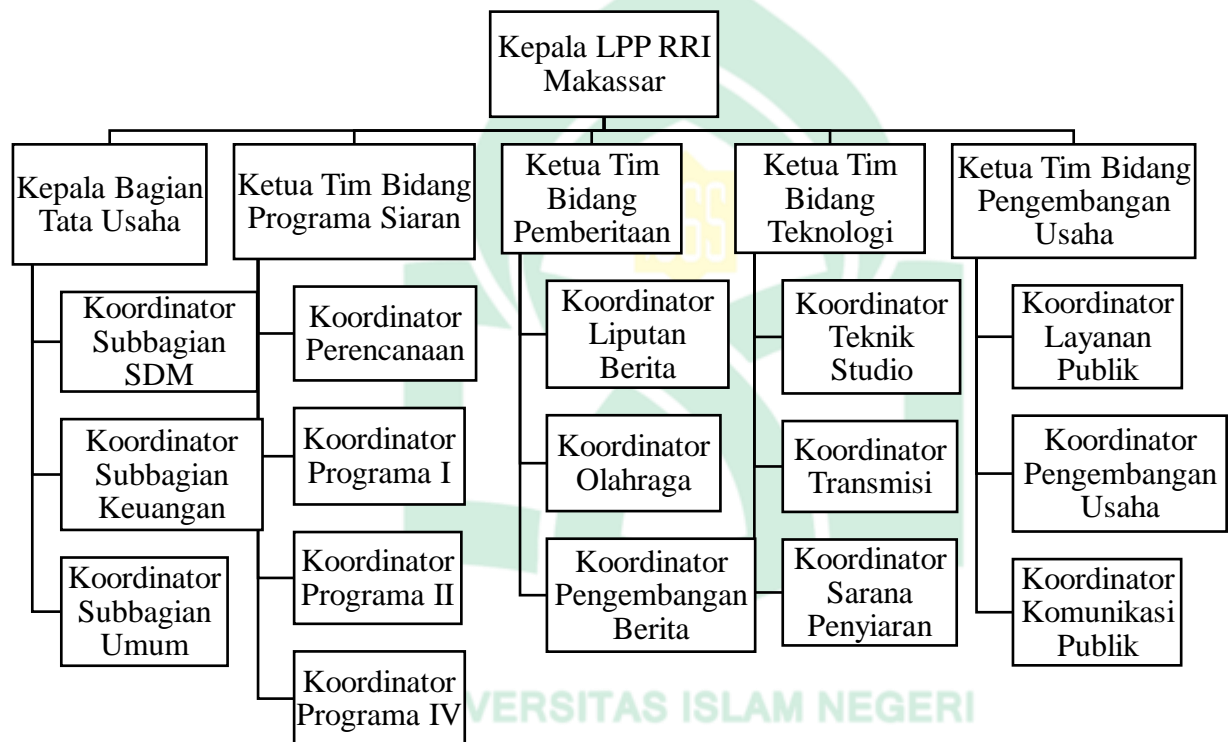 Kepala LPP RRI
Makassar
Kepala Bagian
Tata Usaha
Koordinator
Subbagian
SDM
Koordinator
Subbagian
Keuangan
Koordinator
Subbagian
Umum
Ketua Tim Bidang
Programa Siaran
Koordinator
Perencanaan
Koordinator
Programa I
Koordinator
Programa II
Koordinator
Programa IV
Ketua Tim
Bidang
Pemberitaan
Koordinator
Liputan
Berita
Koordinator
Olahraga
Koordinator
Pengembangan
Berita
Ketua Tim
Bidang
Teknologi
Koordinator
Teknik
Studio
Koordinator
Transmisi
Koordinator
Sarana
Penyiaran
Ketua Tim Bidang
Pengembangan
Usaha
Koordinator
Layanan
Publik
Koordinator
Pengembangan
Usaha
Koordinator
Komunikasi
Publik
VERSITAS ISLAM NEGERI